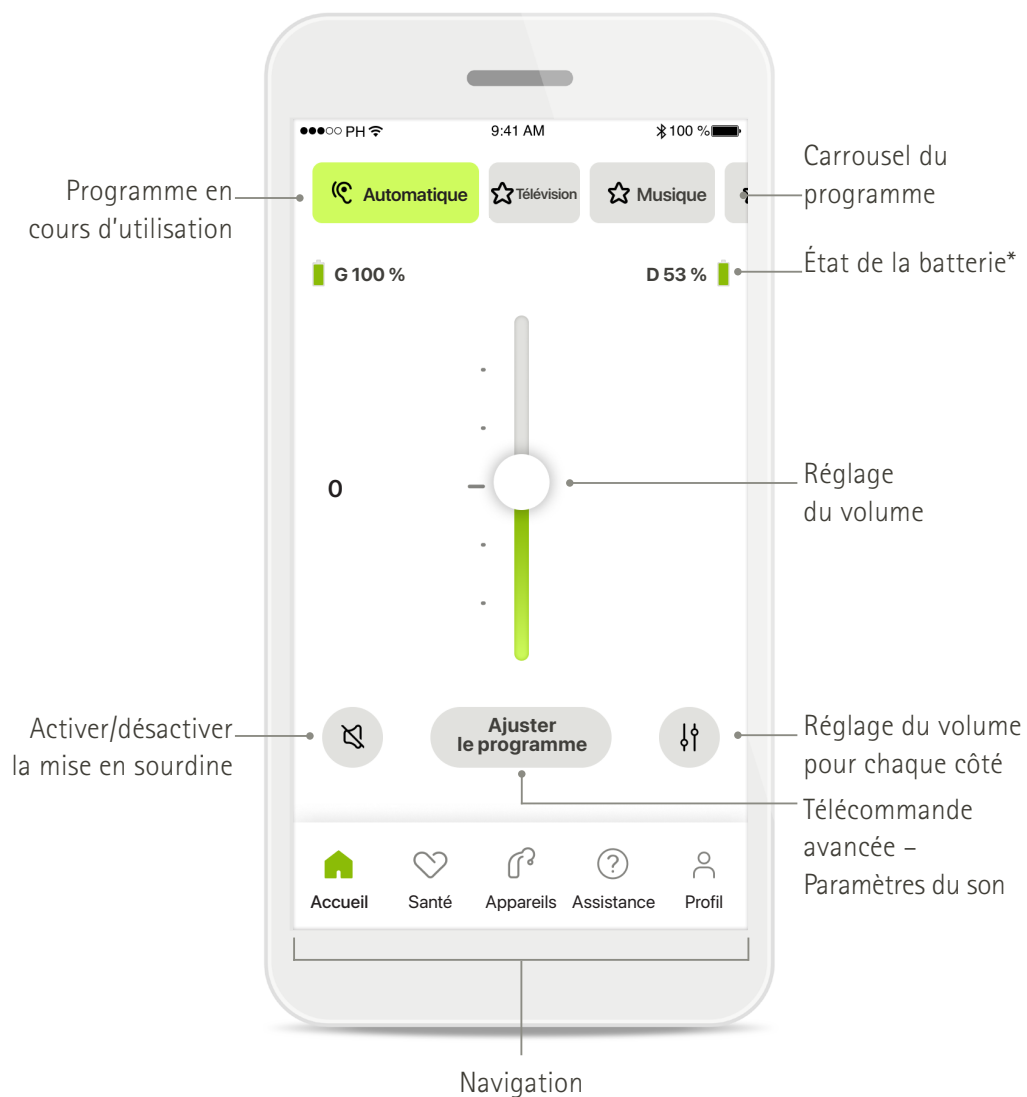 PH 9:41 AM 100 %
Automatique Télévision Musique
Programme en
cours d'utilisation
Carrousel du
programme
G 100 % D 53 %
État de la batterie*
0
Réglage
du volume
Activer/désactiver
la mise en sourdine
Ajuster
le programme
Réglage du volume
pour chaque côté
Télécommande
avancée –
Paramètres du son
Accueil Santé Appareils Assistance Profil
Navigation